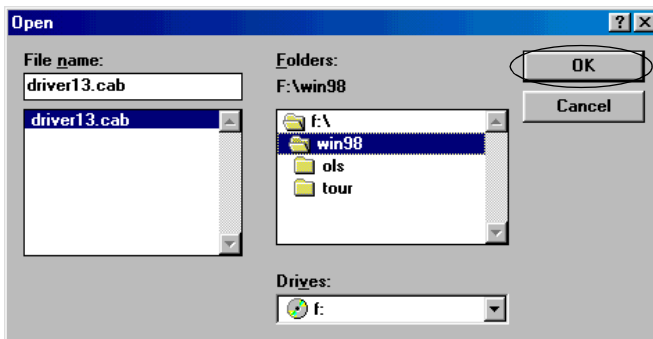 Open
File name:
driver13.cab
driver13.cab
Folders:
F:\win98
f:\
win98
ols
tour
Drives:
f:
OK
Cancel